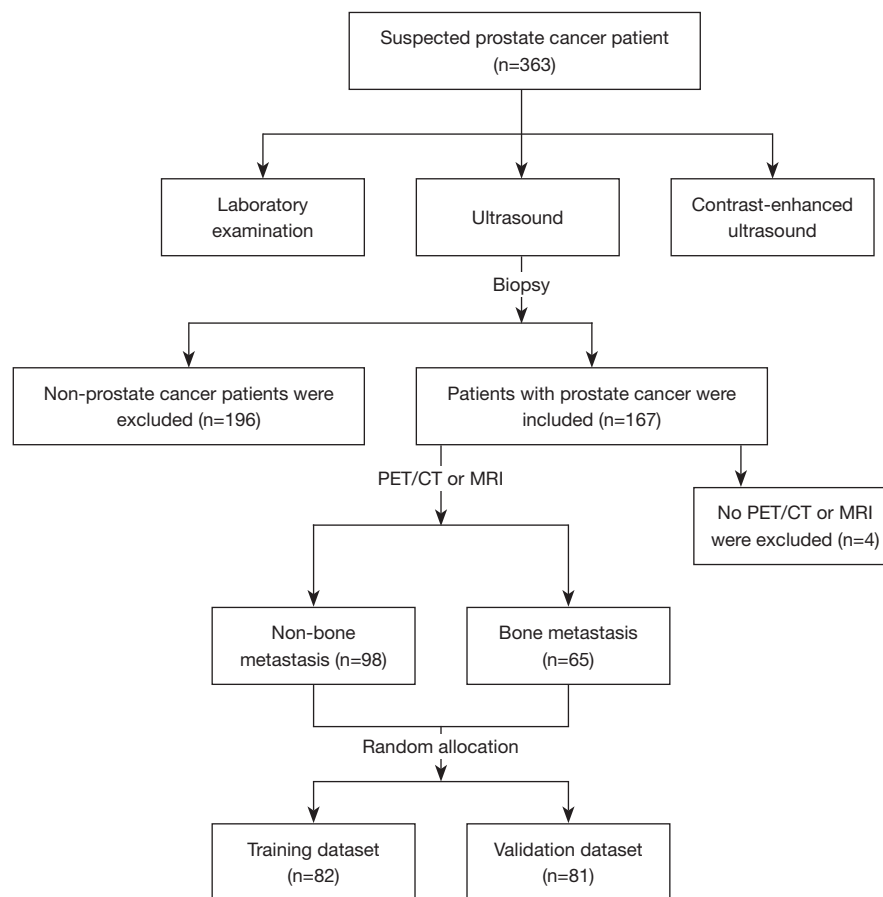 Suspected prostate cancer patient
(n=363)
Laboratory
examination
Ultrasound
Contrast-enhanced
ultrasound
Biopsy
Non-prostate cancer patients were
excluded (n=196)
Patients with prostate cancer were
included (n=167)
PET/CT or MRI
No PET/CT or MRI
were excluded (n=4)
Non-bone
metastasis (n=98)
Bone metastasis
(n=65)
Random allocation
Training dataset
(n=82)
Validation dataset
(n=81)